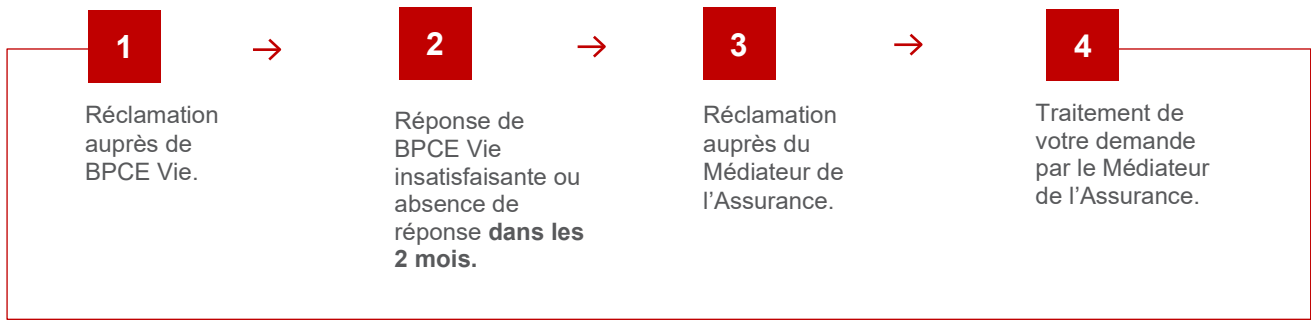 1
Réclamation
auprès de
BPCE Vie.
→
2
Réponse de
BPCE Vie
insatisfaisante ou
absence de
réponse dans les
2 mois.
→
3
Réclamation
auprès du
Médiateur de
l’Assurance.
→
4
Traitement de
votre demande
par le Médiateur
de l’Assurance.